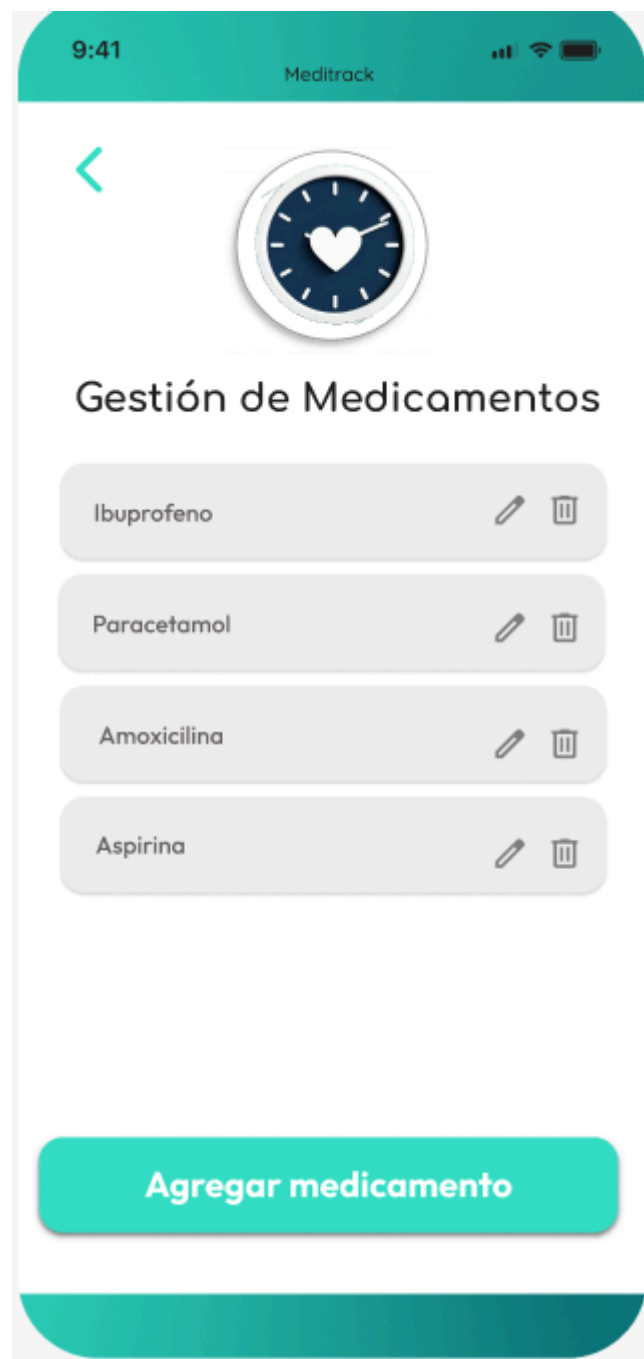 9:41
Meditrack
Gestión de Medicamentos
Ibuprofeno
Paracetamol
Amoxicilina
Aspirina
Agregar medicamento